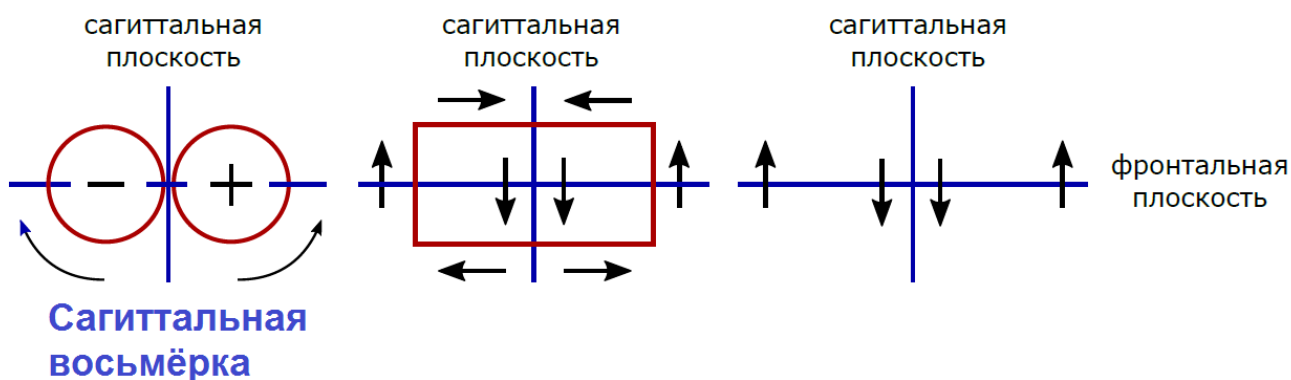 сагиттальная
плоскость
сагиттальная
плоскость
сагиттальная
плоскость
фронтальная
плоскость
Сагиттальная
восьмёрка